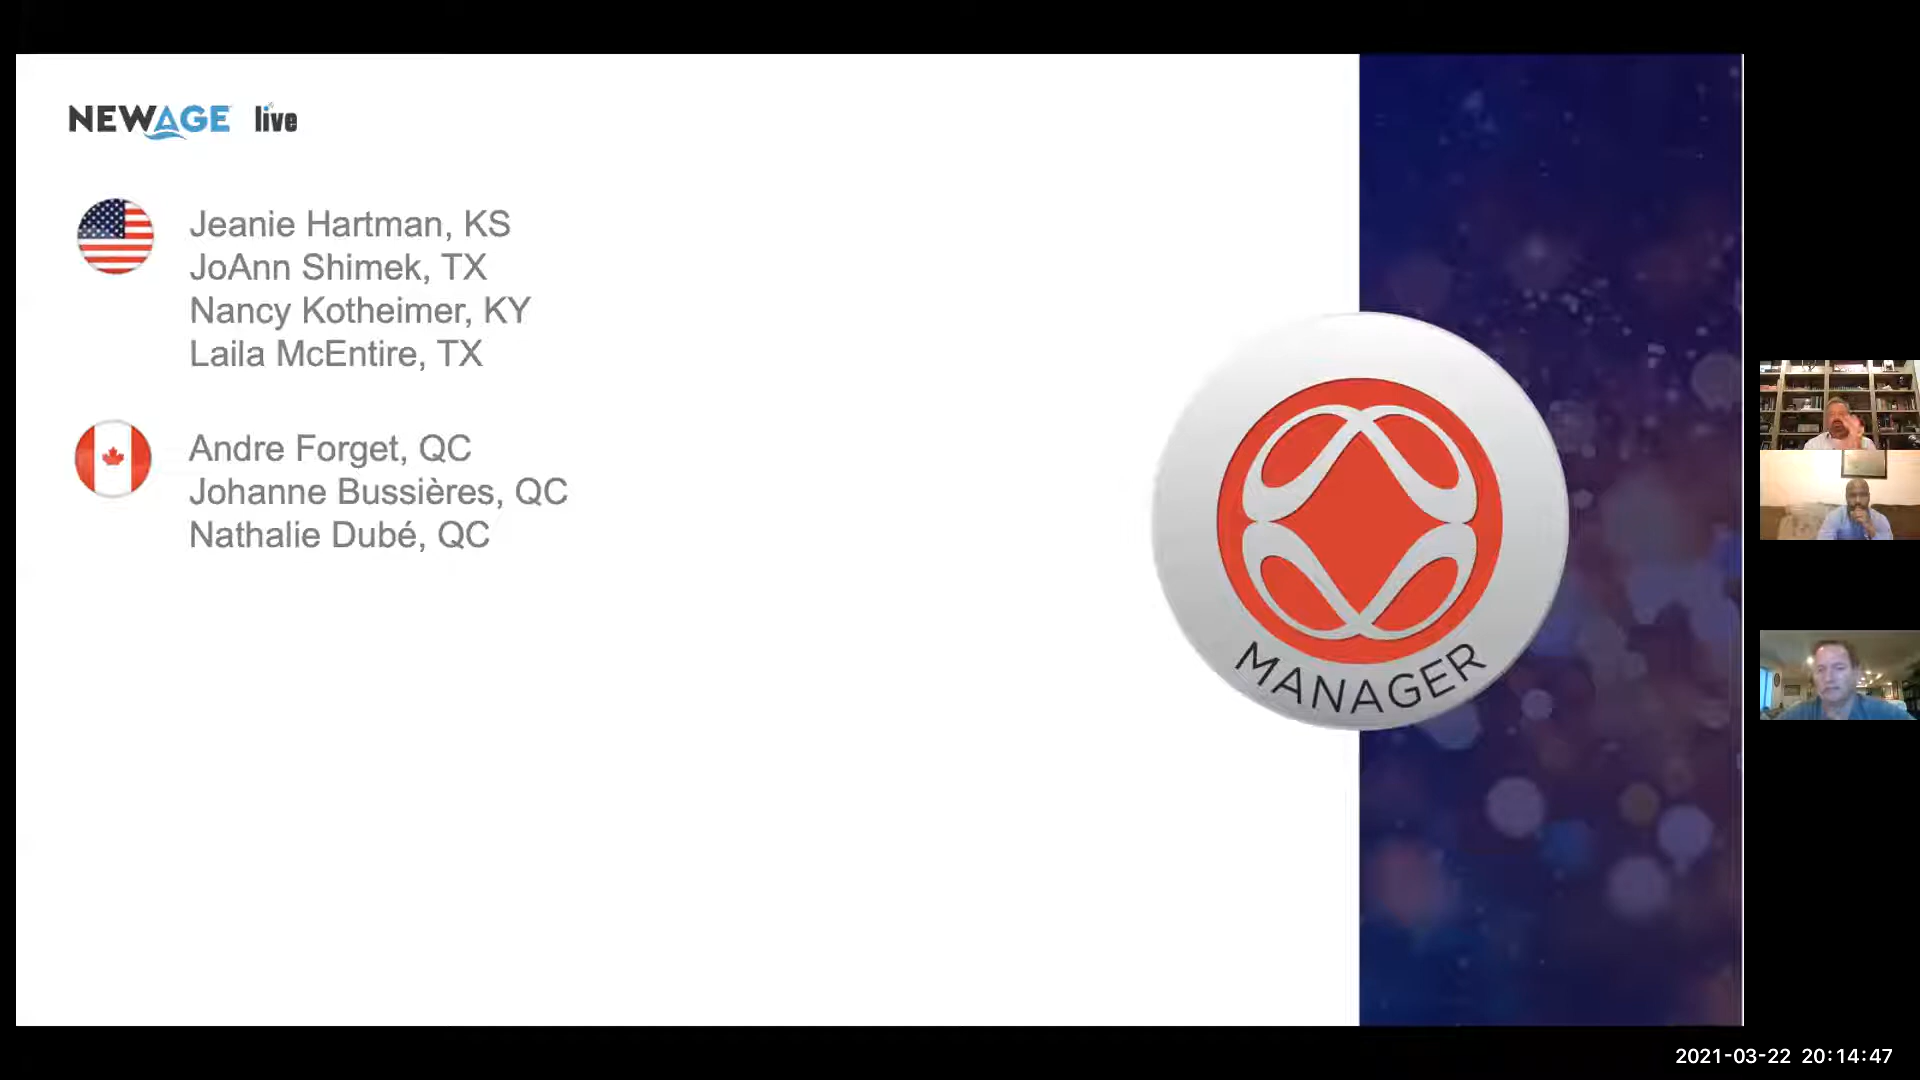 NEWAGE live
Jeanie Hartman, KS
JoAnn Shimek, TX
Nancy Kotheimer, KY
Laila McEntire, TX
Andre Forget, QC
Johanne Bussières, QC
Nathalie Dubé, QC
MANAGER
2021-03-22 20:14:47